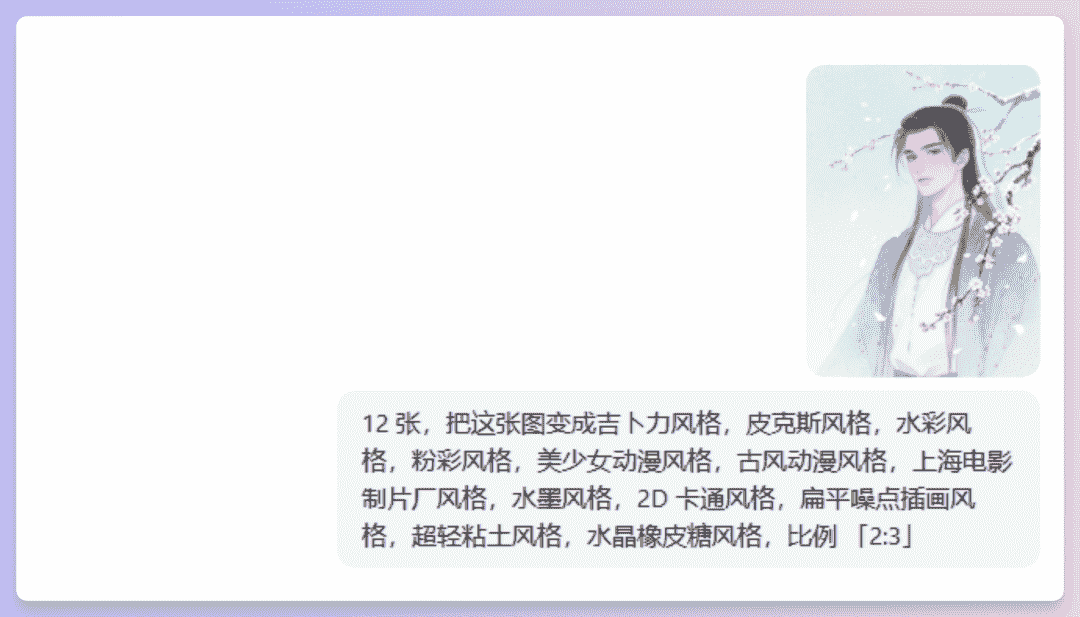 12 张，把这张图变成吉卜力风格，皮克斯风格，水彩风
格，粉彩风格，美少女动漫风格，古风动漫风格，上海电影
制片厂风格，水墨风格，2D 卡通风格，扁平噪点插画风
格，超轻粘土风格，水晶橡皮糖风格，比例 「2:3」